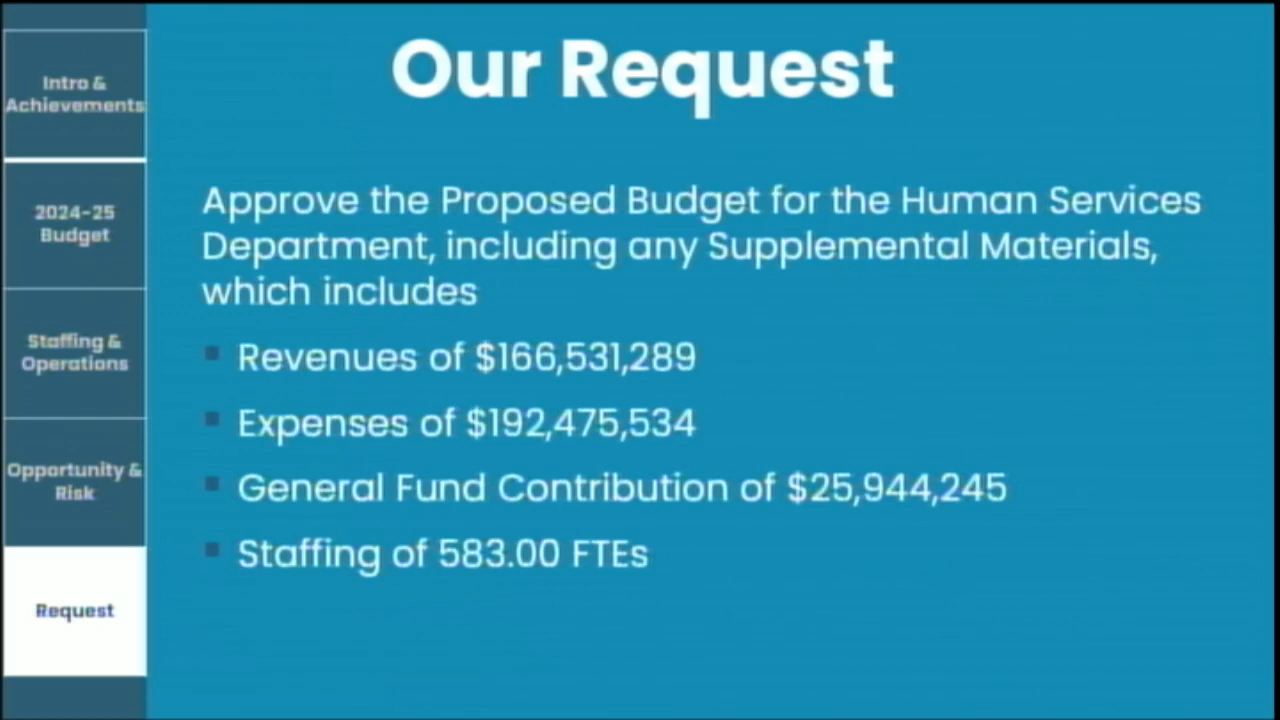 Intro &
Achievements
2024-25
Budget
Staffing &
Operations
Opportunity &
Risk
Request
Our Request
Approve the Proposed Budget for the Human Services
Department, including any Supplemental Materials,
which includes
Revenues of $166,531,289
Expenses of $192,475,534
General Fund Contribution of $25,944,245
Staffing of 583.00 FTEs